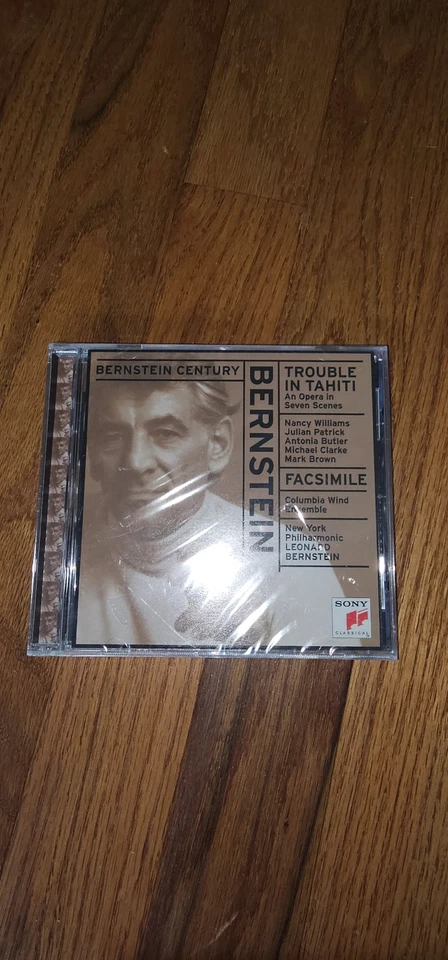 BERNSTEIN CENTURY
BERNSTEIN
TROUBLE
IN TAHITI
An Opera in
Seven Scenes
Nancy Williams
Julian Patrick
Antonia Butler
Michael Clarke
Mark Brown
FACSIMILE
Columbia Wind
Ensemble
New York
Philharmonic
LEONARD
BERNSTEIN
SONY
CLASSICAL